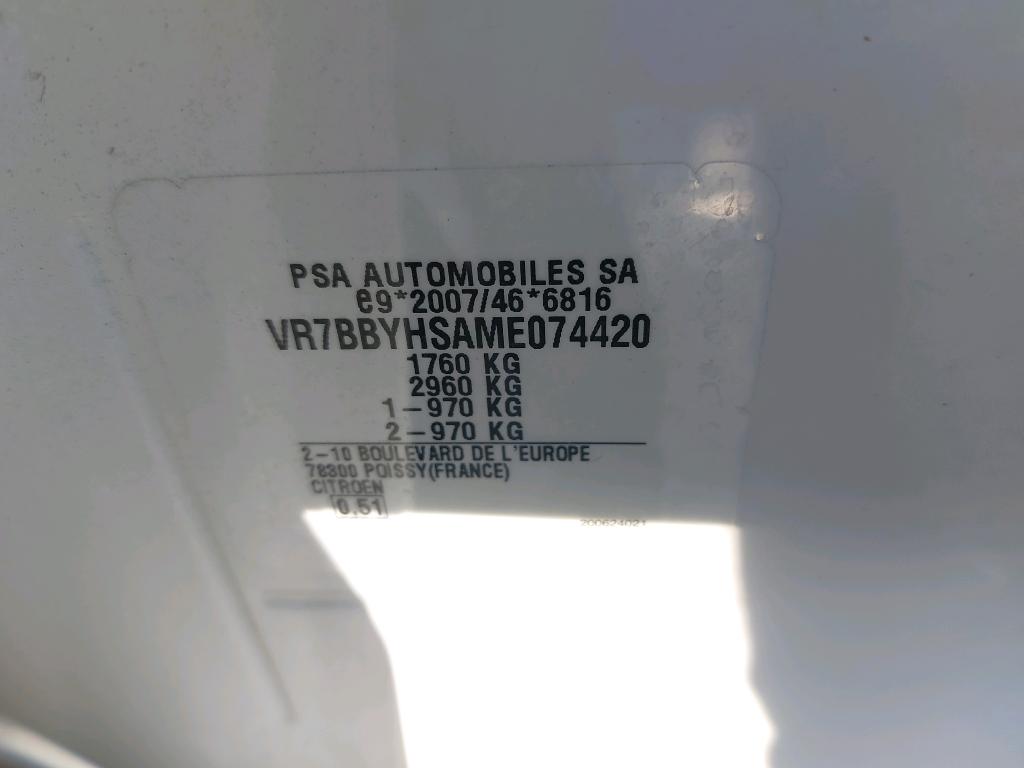 PSA AUTOMOBILES SA
e9*2007/46*6816
VR7BBYHSAME074420
1760 KG
2960 KG
1-970 KG
2-970 KG
2-10 BOULEVARD DE L'EUROPE
78300 POISSY(FRANCE)
CITROEN
0.51
200624021